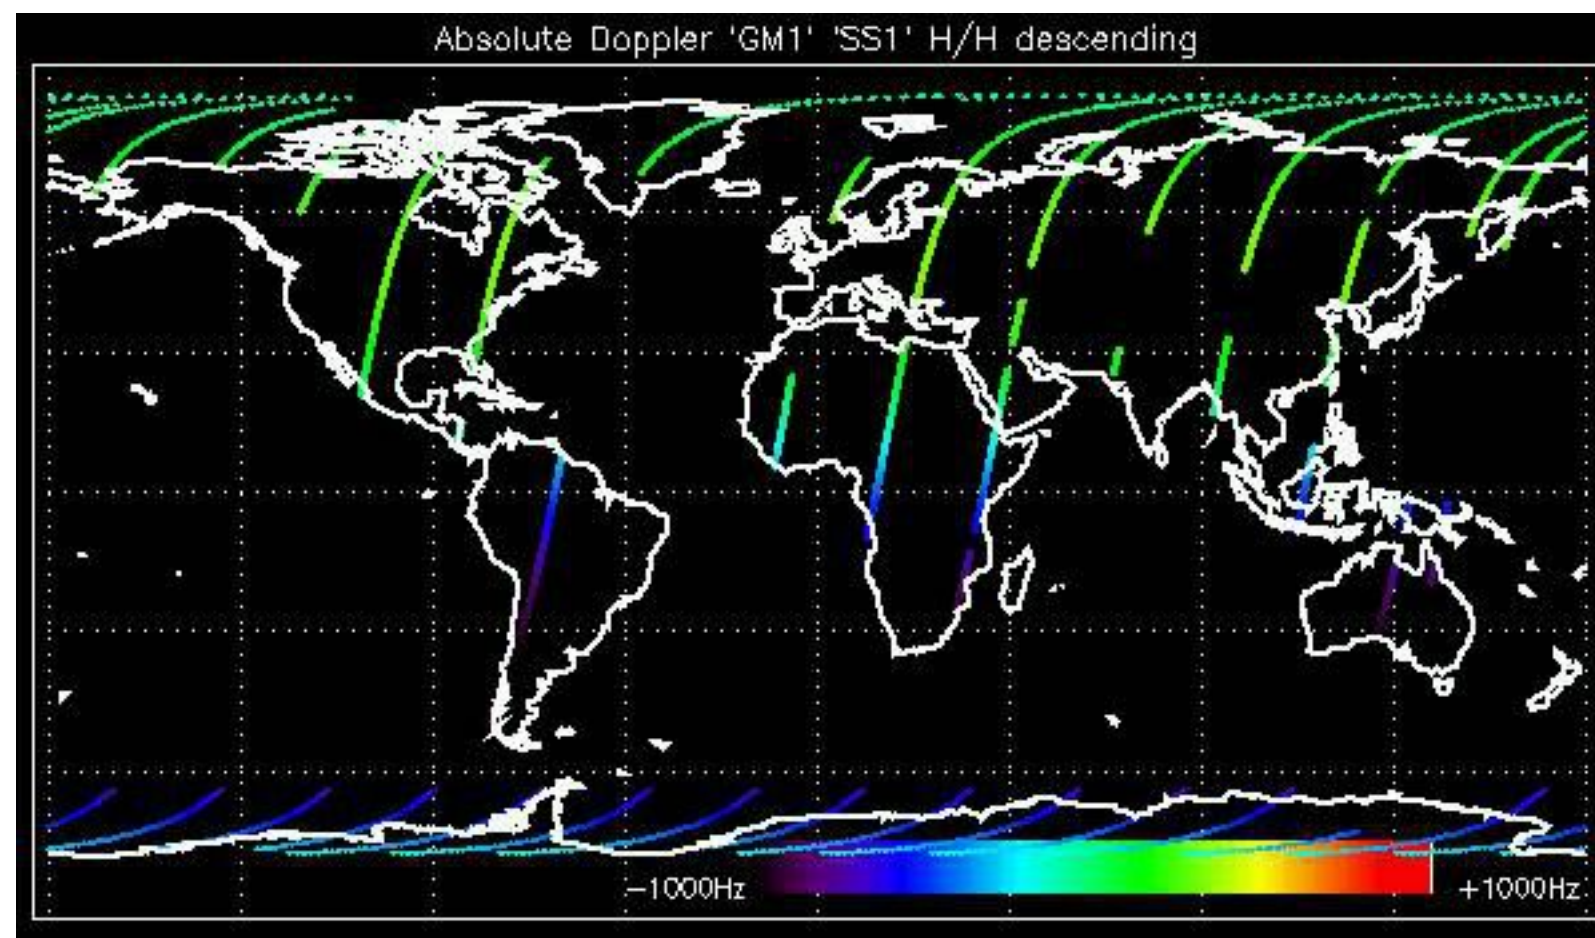 Absolute Doppler 'GM1' 'SS1' H/H descending
-1000Hz
+1000Hz